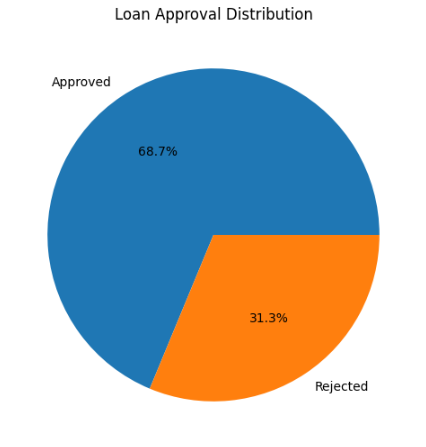 Loan Approval Distribution
Approved
68.7%
31.3%
Rejected